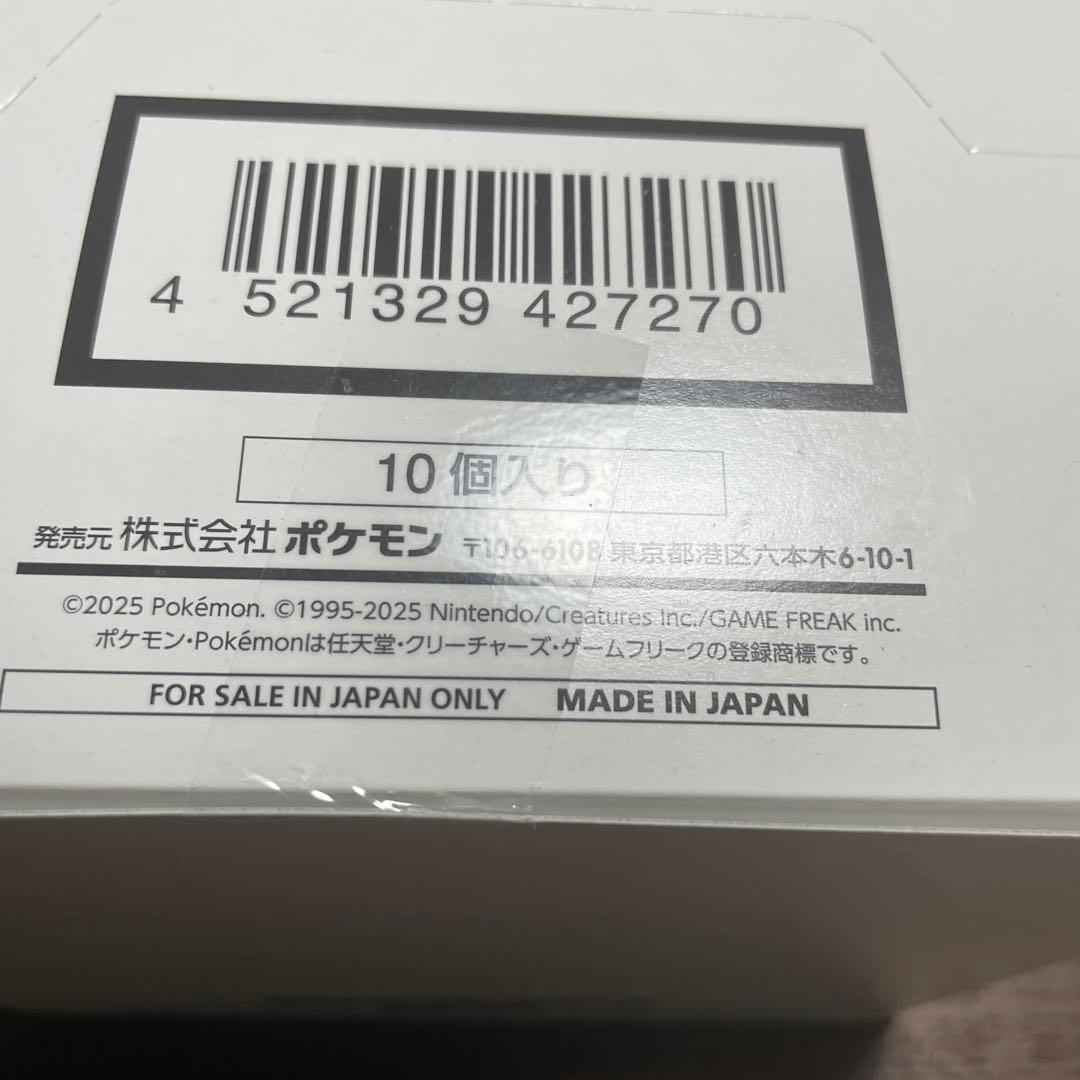 4 521329 427270
10個入り
発売元 株式会社 ポケモン 〒106-6108 東京都港区六本木6-10-1
©2025 Pokémon. ©1995-2025 Nintendo/Creatures Inc./GAME FREAK inc.
ポケモン・Pokémonは任天堂・クリーチャーズ・ゲームフリークの登録商標です。
FOR SALE IN JAPAN ONLY MADE IN JAPAN